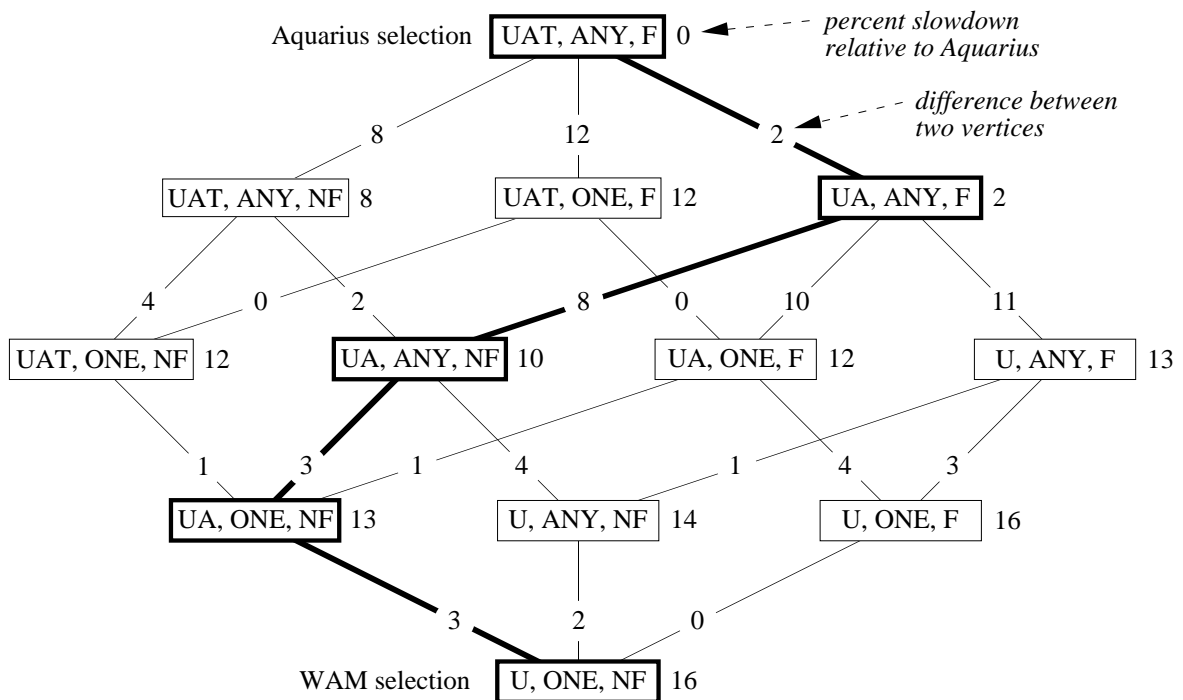 Aquarius selection UAT, ANY, F 0 percent slowdown
relative to Aquarius
difference between
two vertices
8 12 2
UAT, ANY, NF 8 UAT, ONE, F 12 UA, ANY, F 2
4 0 2 8 0 10 11
UAT, ONE, NF 12 UA, ANY, NF 10 UA, ONE, F 12 U, ANY, F 13
1 3 1 4 1 4 3
UA, ONE, NF 13 U, ANY, NF 14 U, ONE, F 16
3 2 0
WAM selection U, ONE, NF 16